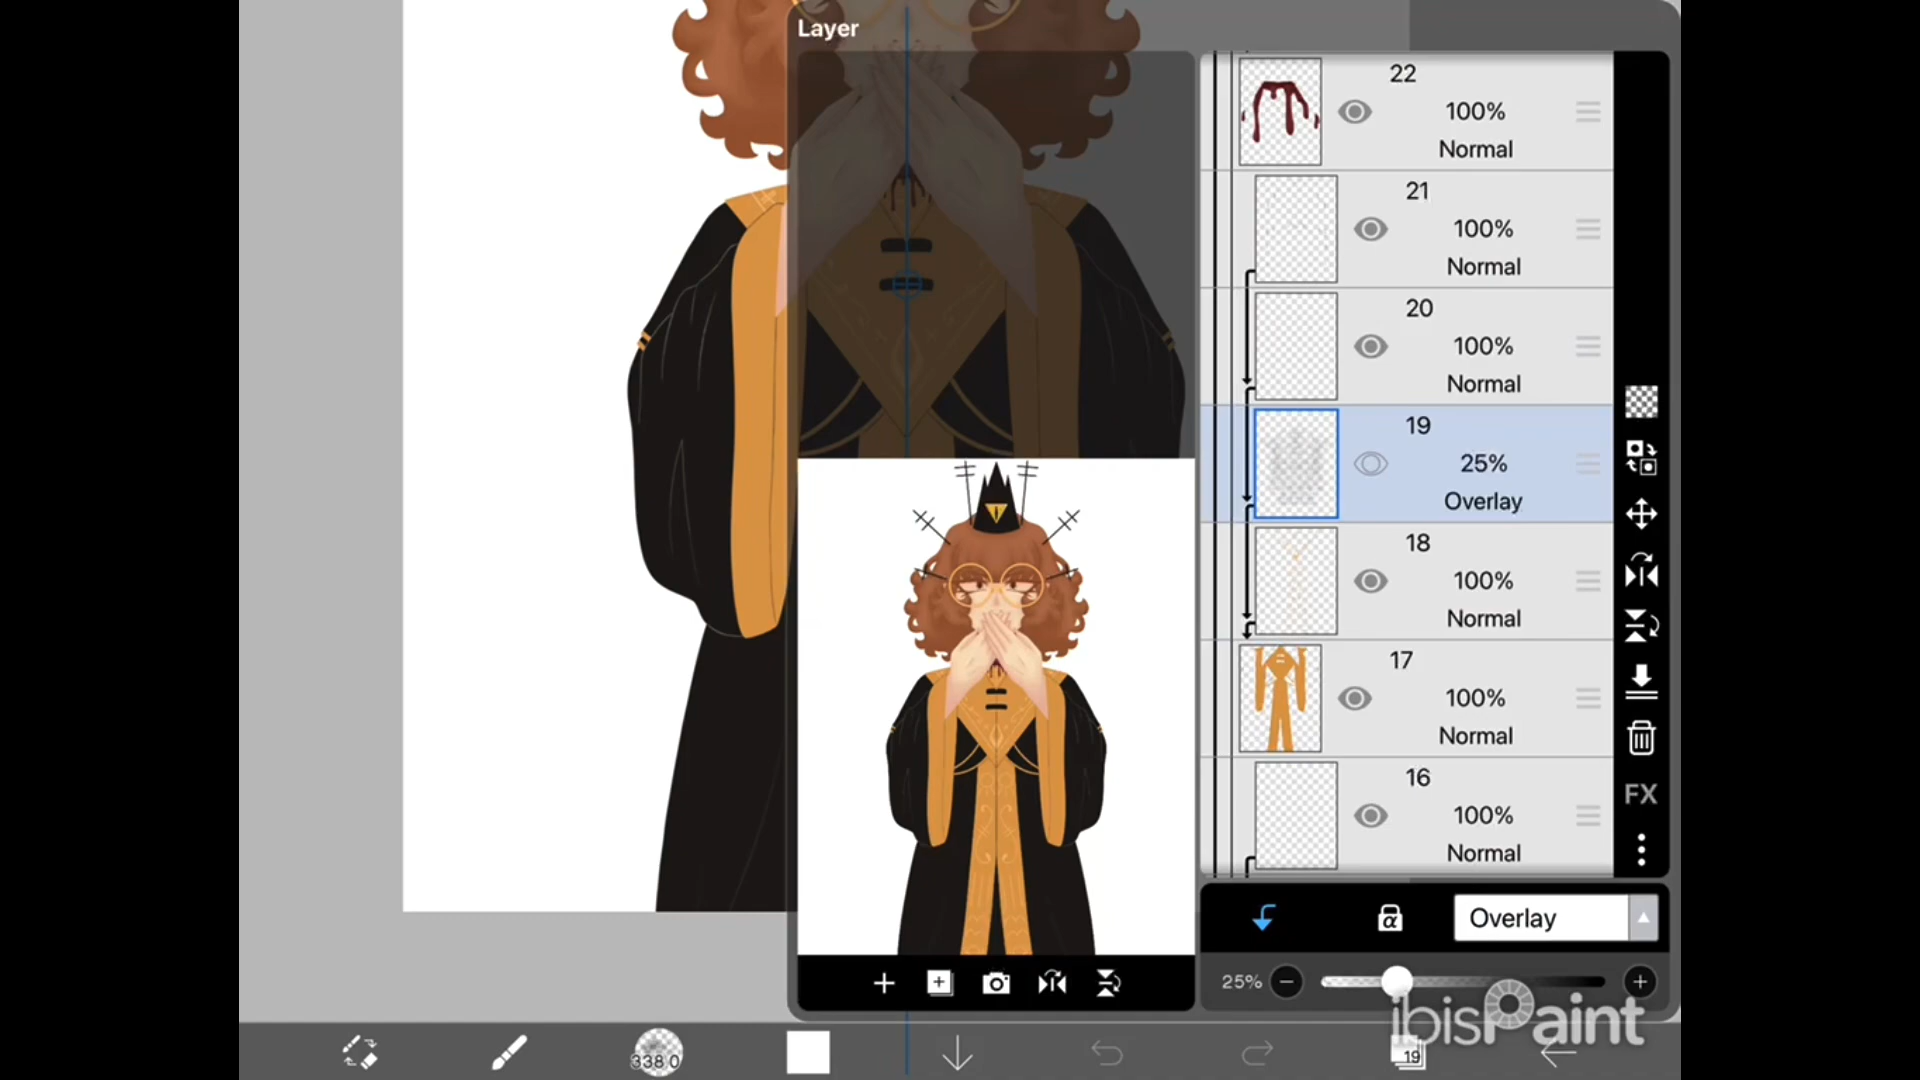 Layer
22
100%
Normal
21
100%
Normal
20
100%
Normal
19
25%
Overlay
18
100%
Normal
17
100%
Normal
16
100%
Normal
FX
α
Overlay
25%
ibisPaint
338.0
19